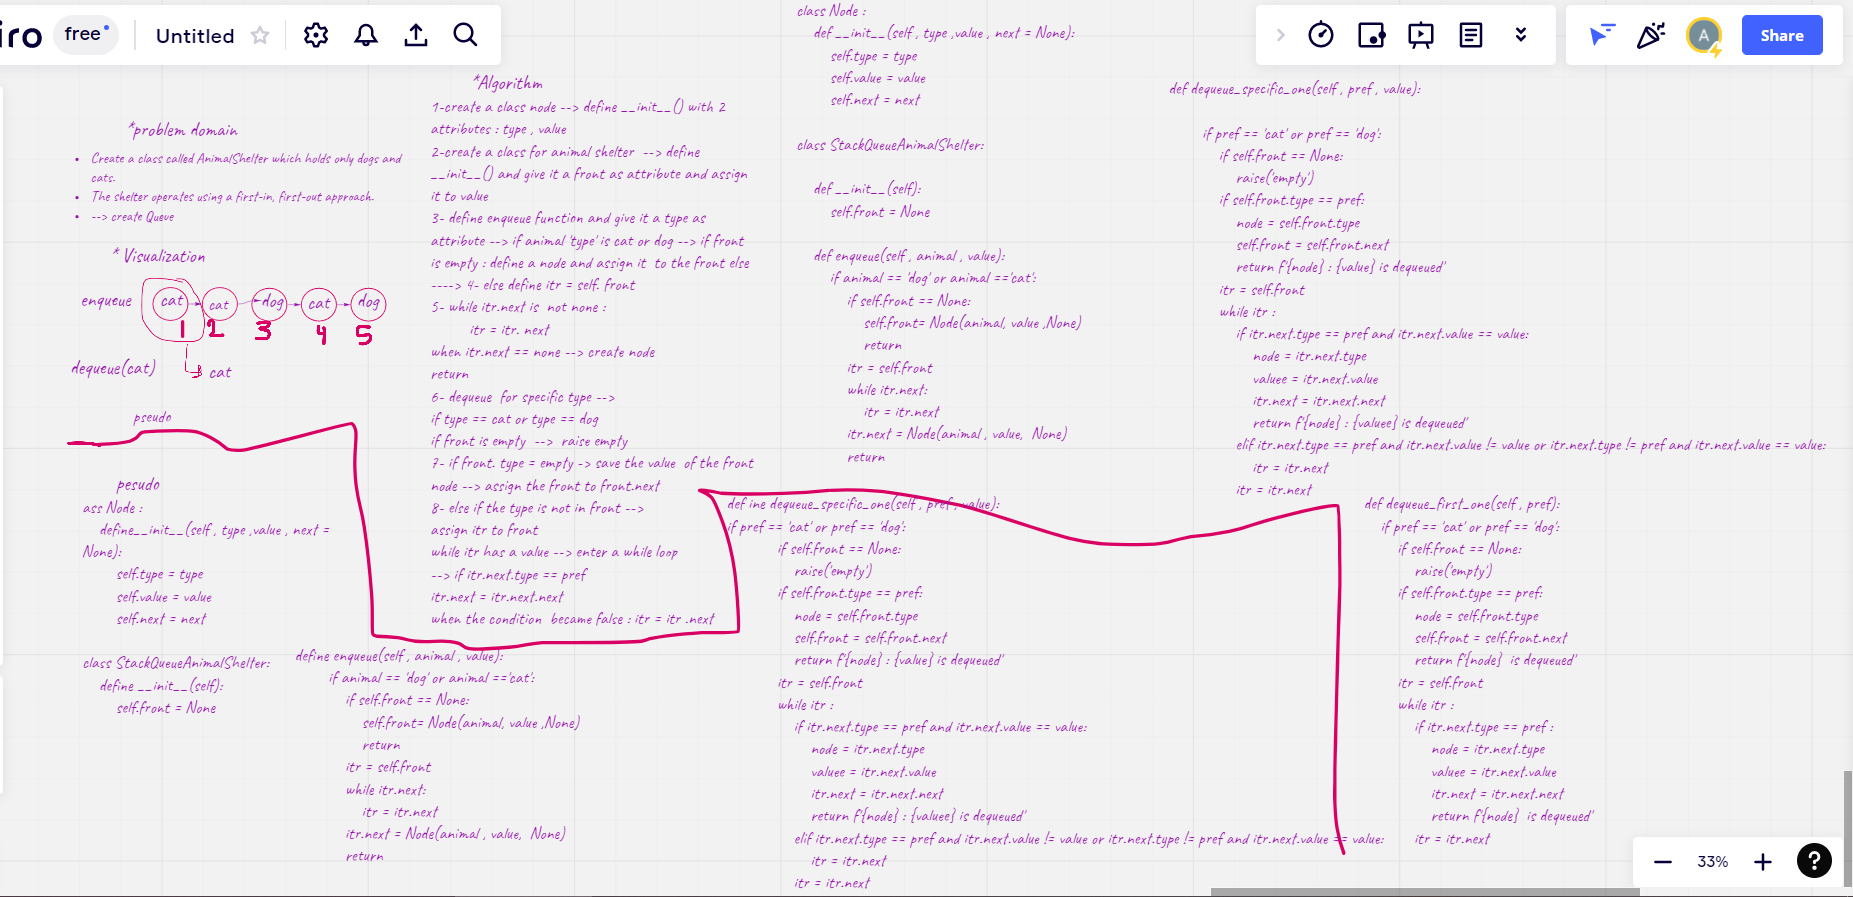 iro
free
Untitled
Share
*problem domain
• Create a class called AnimalShelter which holds only dogs and
cats.
• The shelter operates using a first-in, first-out approach.
• --> create Queue
* Visualization
enqueue
cat
cat
dog
cat
dog
1
2
3
4
5
dequeue(cat)
cat
pseudo
pesudo
ass Node :
define__init__(self , type ,value , next =
None):
self.type = type
self.value = value
self.next = next
class StackQueueAnimalShelter:
define __init__(self):
self.front = None
*Algorithm
1-create a class node --> define __init__() with 2
attributes : type , value
2-create a class for animal shelter --> define
__init__() and give it a front as attribute and assign
it to value
3- define enqueue function and give it a type as
attribute --> if animal 'type' is cat or dog --> if front
is empty : define a node and assign it to the front else
----> 4- else define itr = self. front
5- while itr.next is not none :
itr = itr. next
when itr.next == none --> create node
return
6- dequeue for specific type -->
if type == cat or type == dog
if front is empty --> raise empty
7- if front. type = empty -> save the value of the front
node --> assign the front to front.next
8- else if the type is not in front -->
assign itr to front
while itr has a value --> enter a while loop
--> if itr.next.type == pref
itr.next = itr.next.next
when the condition became false : itr = itr .next
define enqueue(self , animal , value):
if animal == 'dog' or animal =='cat':
if self.front == None:
self.front= Node(animal, value ,None)
return
itr = self.front
while itr.next:
itr = itr.next
itr.next = Node(animal , value, None)
return
class Node :
def __init__(self , type ,value , next = None):
self.type = type
self.value = value
self.next = next
class StackQueueAnimalShelter:
def __init__(self):
self.front = None
def enqueue(self , animal , value):
if animal == 'dog' or animal =='cat':
if self.front == None:
self.front= Node(animal, value ,None)
return
itr = self.front
while itr.next:
itr = itr.next
itr.next = Node(animal , value, None)
return
def ine dequeue_specific_one(self , pref , value):
if pref == 'cat' or pref == 'dog':
if self.front == None:
raise('empty')
if self.front.type == pref:
node = self.front.type
self.front = self.front.next
return f'{node} : {value} is dequeued'
itr = self.front
while itr :
if itr.next.type == pref and itr.next.value == value:
node = itr.next.type
valuee = itr.next.value
itr.next = itr.next.next
return f'{node} : {valuee} is dequeued'
elif itr.next.type == pref and itr.next.value != value or itr.next.type != pref and itr.next.value == value:
itr = itr.next
itr = itr.next
def dequeue_specific_one(self , pref , value):
if pref == 'cat' or pref == 'dog':
if self.front == None:
raise('empty')
if self.front.type == pref:
node = self.front.type
self.front = self.front.next
return f'{node} : {value} is dequeued'
itr = self.front
while itr :
if itr.next.type == pref and itr.next.value == value:
node = itr.next.type
valuee = itr.next.value
itr.next = itr.next.next
return f'{node} : {valuee} is dequeued'
elif itr.next.type == pref and itr.next.value != value or itr.next.type != pref and itr.next.value == value:
itr = itr.next
itr = itr.next
def dequeue_first_one(self , pref):
if pref == 'cat' or pref == 'dog':
if self.front == None:
raise('empty')
if self.front.type == pref:
node = self.front.type
self.front = self.front.next
return f'{node} is dequeued'
itr = self.front
while itr :
if itr.next.type == pref :
node = itr.next.type
valuee = itr.next.value
itr.next = itr.next.next
return f'{node} is dequeued'
itr = itr.next
A
33%
?